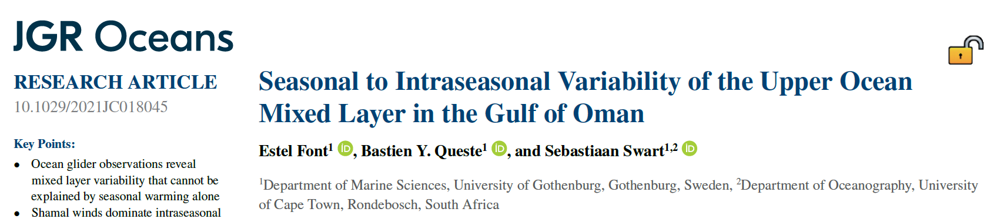 JGR Oceans
RESEARCH ARTICLE
10.1029/2021JC018045
Key Points:
• Ocean glider observations reveal
mixed layer variability that cannot be
explained by seasonal warming alone
• Shamal winds dominate intraseasonal
Seasonal to Intraseasonal Variability of the Upper Ocean
Mixed Layer in the Gulf of Oman
Estel Font¹ iD, Bastien Y. Queste¹ iD, and Sebastiaan Swart¹,² iD
¹Department of Marine Sciences, University of Gothenburg, Gothenburg, Sweden, ²Department of Oceanography, University
of Cape Town, Rondebosch, South Africa